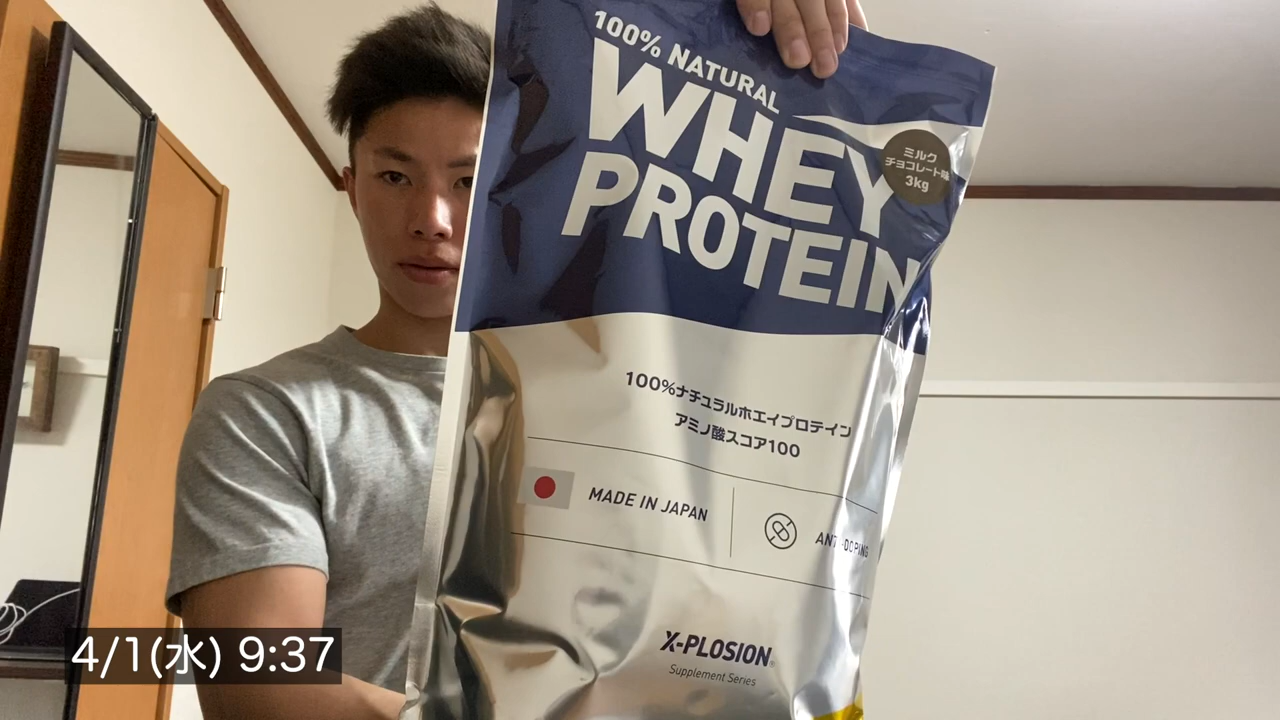 100% NATURAL
WHEY
PROTEIN
ミルク
チョコレート味
3kg
100%ナチュラルホエイプロテイン
アミノ酸スコア100
MADE IN JAPAN
ANTI-DOPING
X-PLOSION
Supplement Series
4/1(水) 9:37